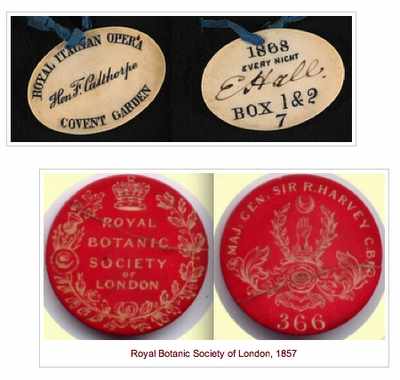 ROYAL ITALIAN OPERA
Hon. F. Calthorpe
COVENT GARDEN
1868
EVERY NIGHT
E. Hall.
BOX 1&2
7
ROYAL
BOTANIC
SOCIETY
OF
LONDON
MAJ. GEN. SIR R. HARVEY C.B.
366
Royal Botanic Society of London, 1857